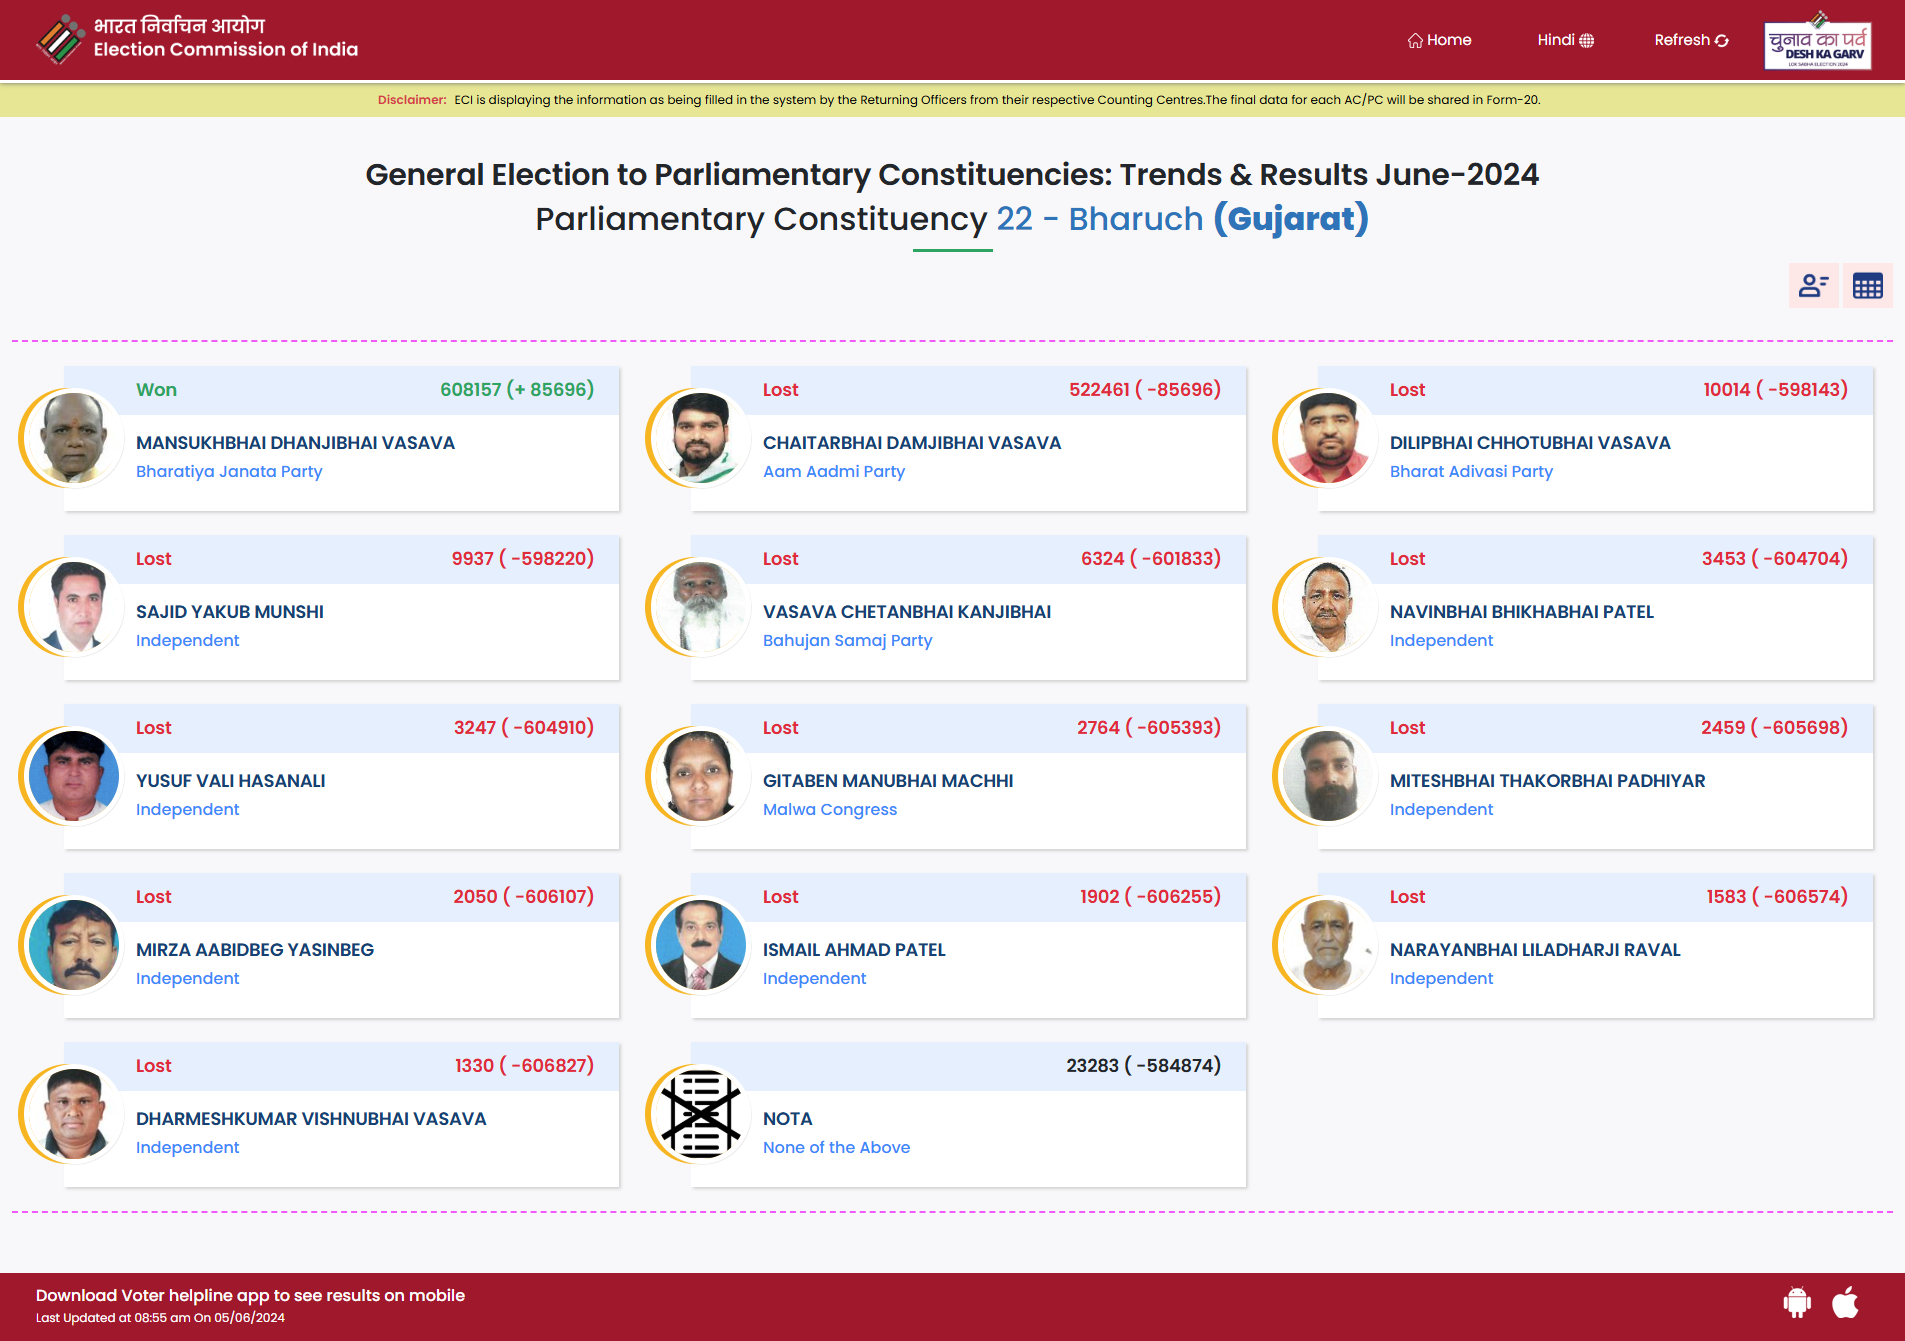 भारत निर्वाचन आयोग
Election Commission of India
Home
Hindi
Refresh
चुनाव का पर्व
DESH KA GARV
LOK SABHA ELECTION 2024
Disclaimer: ECI is displaying the information as being filled in the system by the Returning Officers from their respective Counting Centres.The final data for each AC/PC will be shared in Form-20.
General Election to Parliamentary Constituencies: Trends & Results June-2024
Parliamentary Constituency 22 - Bharuch (Gujarat)
Won 608157 (+ 85696)
MANSUKHBHAI DHANJIBHAI VASAVA
Bharatiya Janata Party
Lost 522461 ( -85696)
CHAITARBHAI DAMJIBHAI VASAVA
Aam Aadmi Party
Lost 10014 ( -598143)
DILIPBHAI CHHOTUBHAI VASAVA
Bharat Adivasi Party
Lost 9937 ( -598220)
SAJID YAKUB MUNSHI
Independent
Lost 6324 ( -601833)
VASAVA CHETANBHAI KANJIBHAI
Bahujan Samaj Party
Lost 3453 ( -604704)
NAVINBHAI BHIKHABHAI PATEL
Independent
Lost 3247 ( -604910)
YUSUF VALI HASANALI
Independent
Lost 2764 ( -605393)
GITABEN MANUBHAI MACHHI
Malwa Congress
Lost 2459 ( -605698)
MITESHBHAI THAKORBHAI PADHIYAR
Independent
Lost 2050 ( -606107)
MIRZA AABIDBEG YASINBEG
Independent
Lost 1902 ( -606255)
ISMAIL AHMAD PATEL
Independent
Lost 1583 ( -606574)
NARAYANBHAI LILADHARJI RAVAL
Independent
Lost 1330 ( -606827)
DHARMESHKUMAR VISHNUBHAI VASAVA
Independent
23283 ( -584874)
NOTA
None of the Above
Download Voter helpline app to see results on mobile
Last Updated at 08:55 am On 05/06/2024